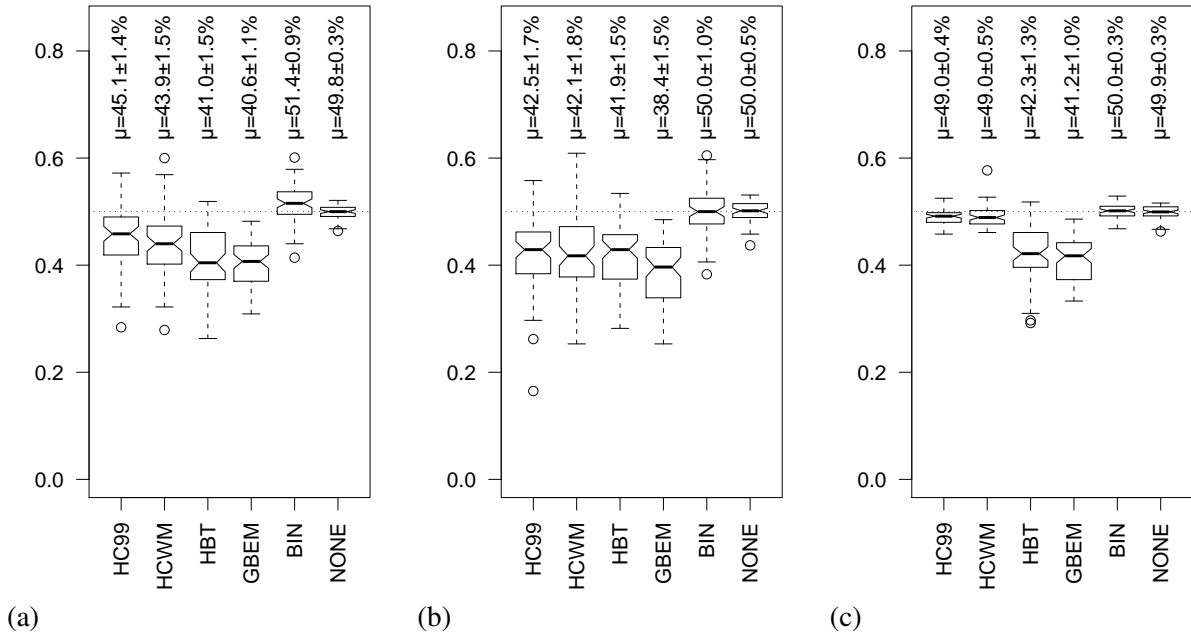 0.8
0.6
0.4
0.2
0.0
μ=45.1±1.4%
μ=43.9±1.5%
μ=41.0±1.5%
μ=40.6±1.1%
μ=51.4±0.9%
μ=49.8±0.3%
HC99
HCWM
HBT
GBEM
BIN
NONE
(a)
0.8
0.6
0.4
0.2
0.0
μ=42.5±1.7%
μ=42.1±1.8%
μ=41.9±1.5%
μ=38.4±1.5%
μ=50.0±1.0%
μ=50.0±0.5%
HC99
HCWM
HBT
GBEM
BIN
NONE
(b)
0.8
0.6
0.4
0.2
0.0
μ=49.0±0.4%
μ=49.0±0.5%
μ=42.3±1.3%
μ=41.2±1.0%
μ=50.0±0.3%
μ=49.9±0.3%
HC99
HCWM
HBT
GBEM
BIN
NONE
(c)